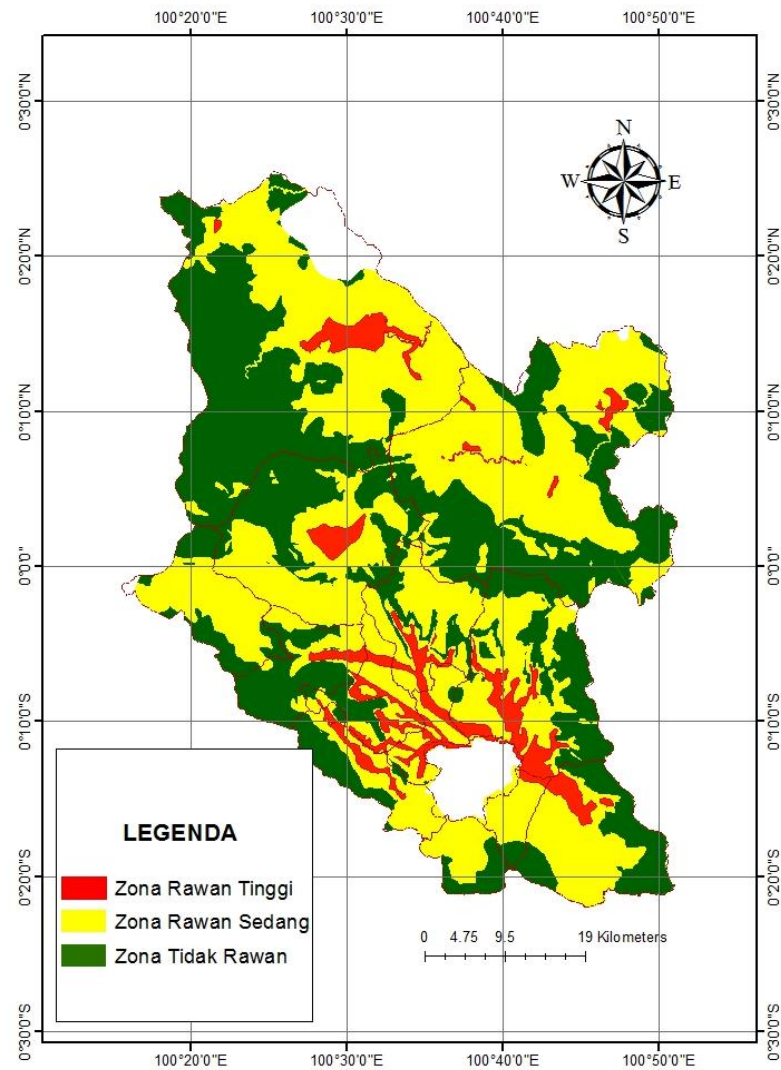 100°20'0"E 100°30'0"E 100°40'0"E 100°50'0"E
0°30'0"N 0°30'0"N
N
W E
S
0°20'0"N 0°20'0"N
0°10'0"N 0°10'0"N
0°0'0" 0°0'0"
0°10'0"S 0°10'0"S
LEGENDA
Zona Rawan Tinggi
Zona Rawan Sedang
Zona Tidak Rawan
0°20'0"S 0°20'0"S
0 4.75 9.5 19 Kilometers
0°30'0"S 0°30'0"S
100°20'0"E 100°30'0"E 100°40'0"E 100°50'0"E